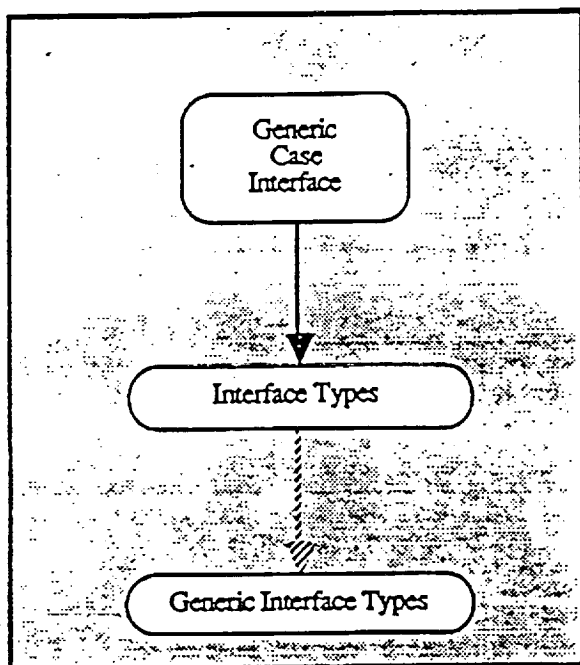 Generic
Case
Interface
Interface Types
Generic Interface Types